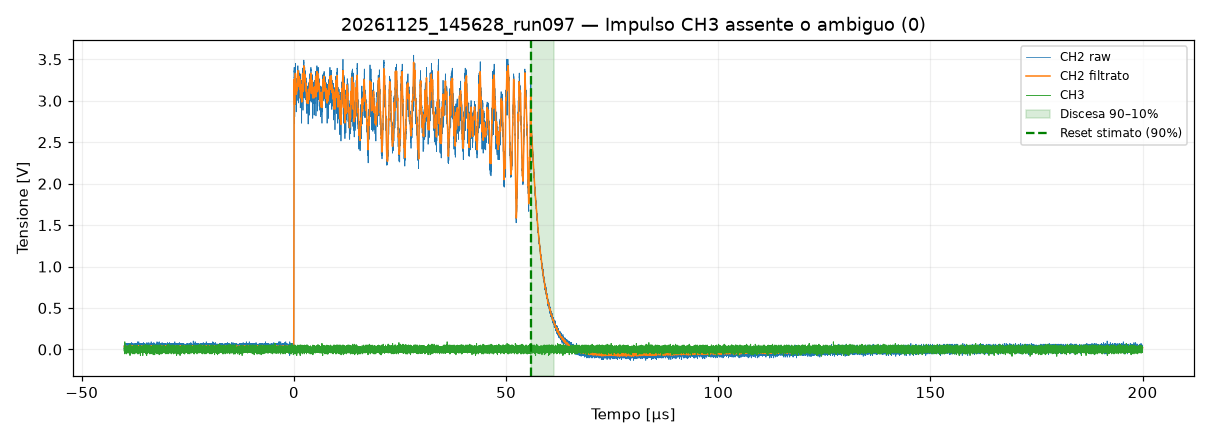 20261125_145628_run097 — Impulso CH3 assente o ambiguo (0)
CH2 raw
CH2 filtrato
CH3
Discesa 90–10%
Reset stimato (90%)
Tensione [V]
3.5
3.0
2.5
2.0
1.5
1.0
0.5
0.0
−50
0
50
100
150
200
Tempo [µs]